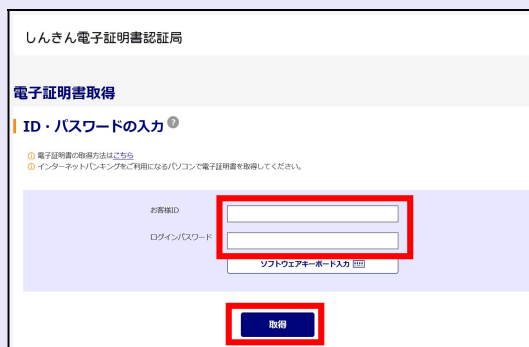 しんきん電子証明書認証局
電子証明書取得
ID・パスワードの入力 ?
電子証明書の取得方法はこちら
インターネットバンキングをご利用になるパソコンで電子証明書を取得してください。
お客様ID
ログインパスワード
ソフトウェアキーボード入力
取得